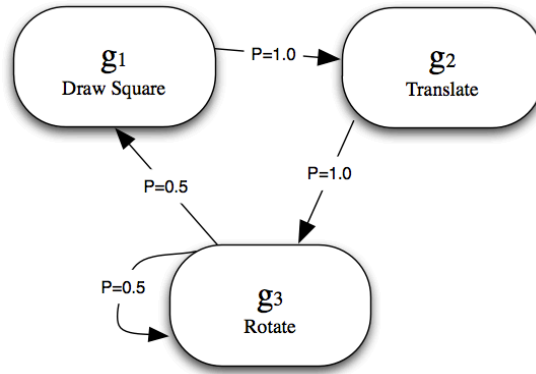 g1
Draw Square
P=1.0
g2
Translate
P=1.0
P=0.5
P=0.5
g3
Rotate